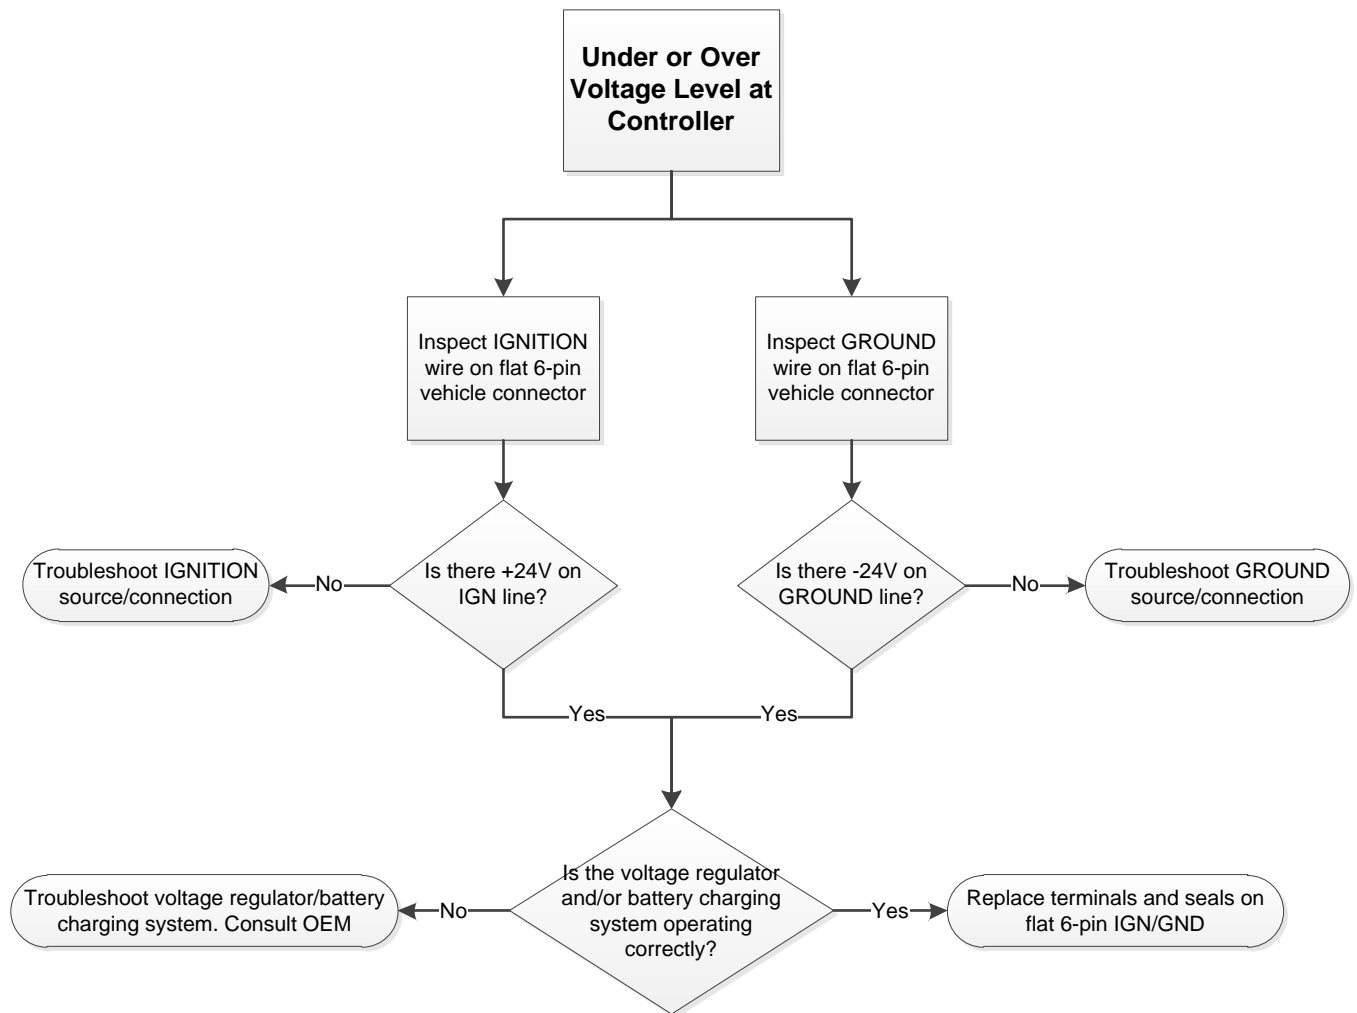 Under or Over
Voltage Level at
Controller
Inspect IGNITION
wire on flat 6-pin
vehicle connector
Inspect GROUND
wire on flat 6-pin
vehicle connector
Troubleshoot IGNITION
source/connection
No
Is there +24V on
IGN line?
Is there -24V on
GROUND line?
No
Troubleshoot GROUND
source/connection
Yes
Yes
Troubleshoot voltage regulator/battery
charging system. Consult OEM
No
Is the voltage regulator
and/or battery charging
system operating
correctly?
Yes
Replace terminals and seals on
flat 6-pin IGN/GND